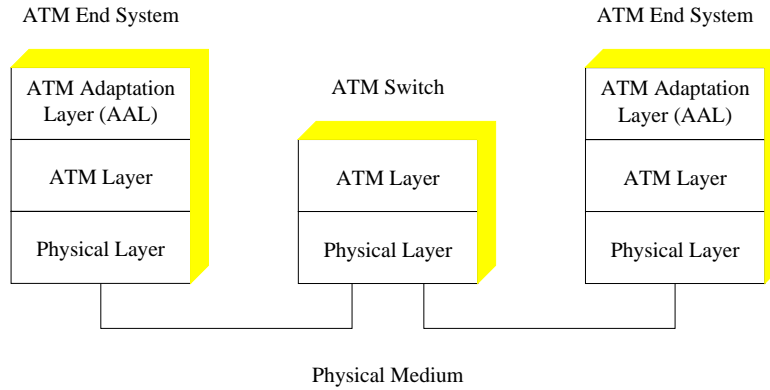 ATM End System
ATM End System
ATM Switch
ATM Adaptation
Layer (AAL)
ATM Layer
Physical Layer
ATM Layer
Physical Layer
ATM Adaptation
Layer (AAL)
ATM Layer
Physical Layer
Physical Medium